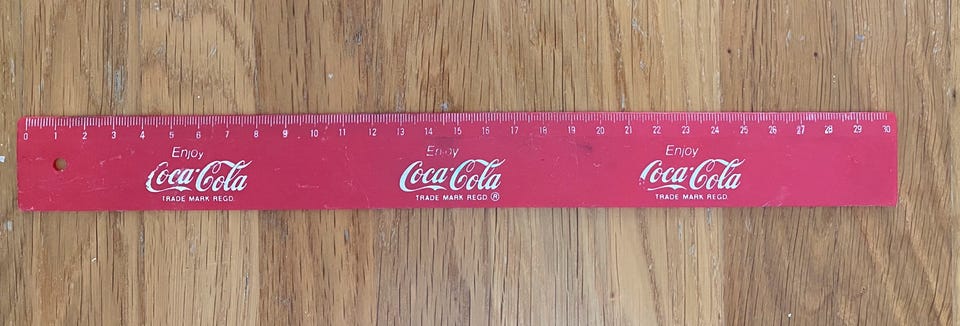 0 1 2 3 4 5 6 7 8 9 10 11 12 13 14 15 16 17 18 19 20 21 22 23 24 25 26 27 28 29 30
Enjoy Enjoy Enjoy
Coca-Cola Coca-Cola Coca-Cola
TRADE MARK REGD. TRADE MARK REGD ® TRADE MARK REGD.